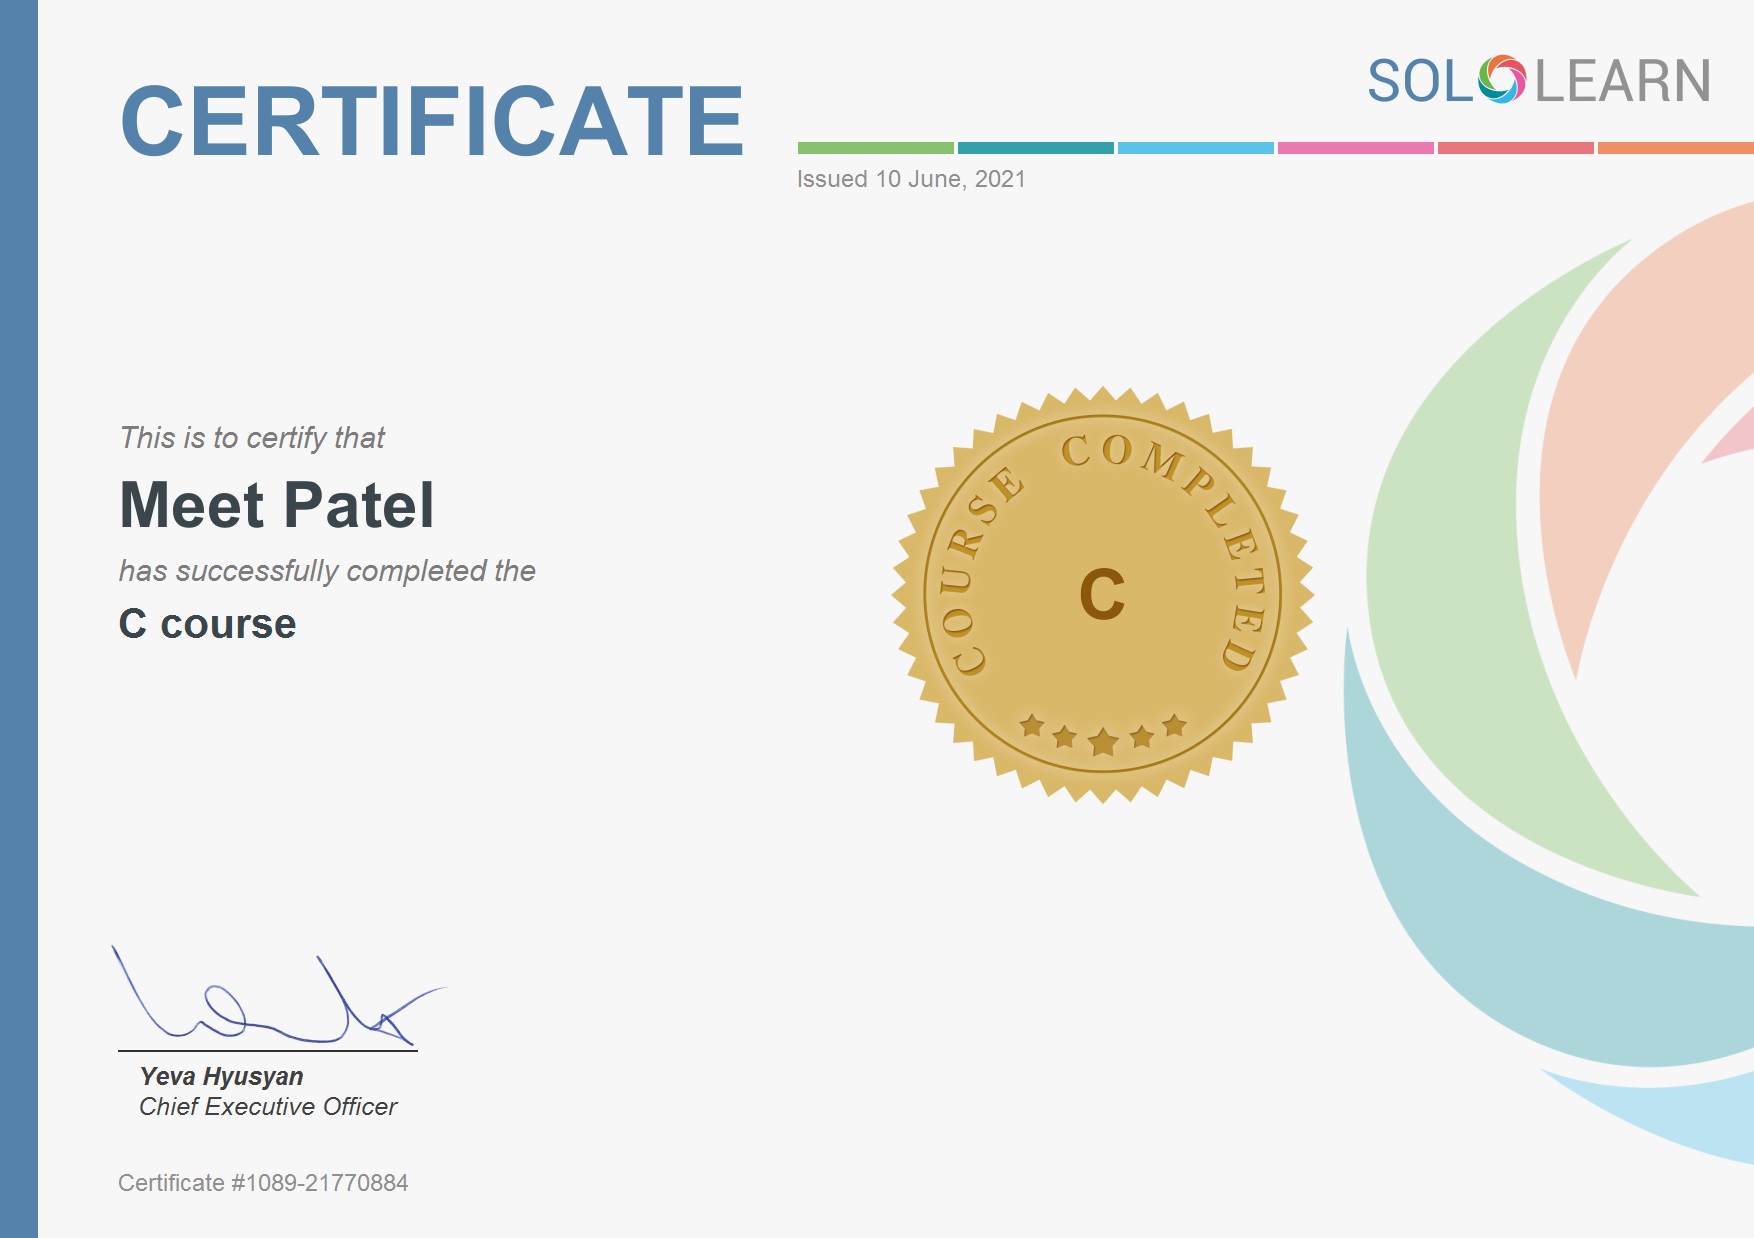 CERTIFICATE
SOLOLEARN
Issued 10 June, 2021
This is to certify that
Meet Patel
has successfully completed the
C course
COURSE COMPLETED
C
Yeva Hyusyan
Chief Executive Officer
Certificate #1089-21770884